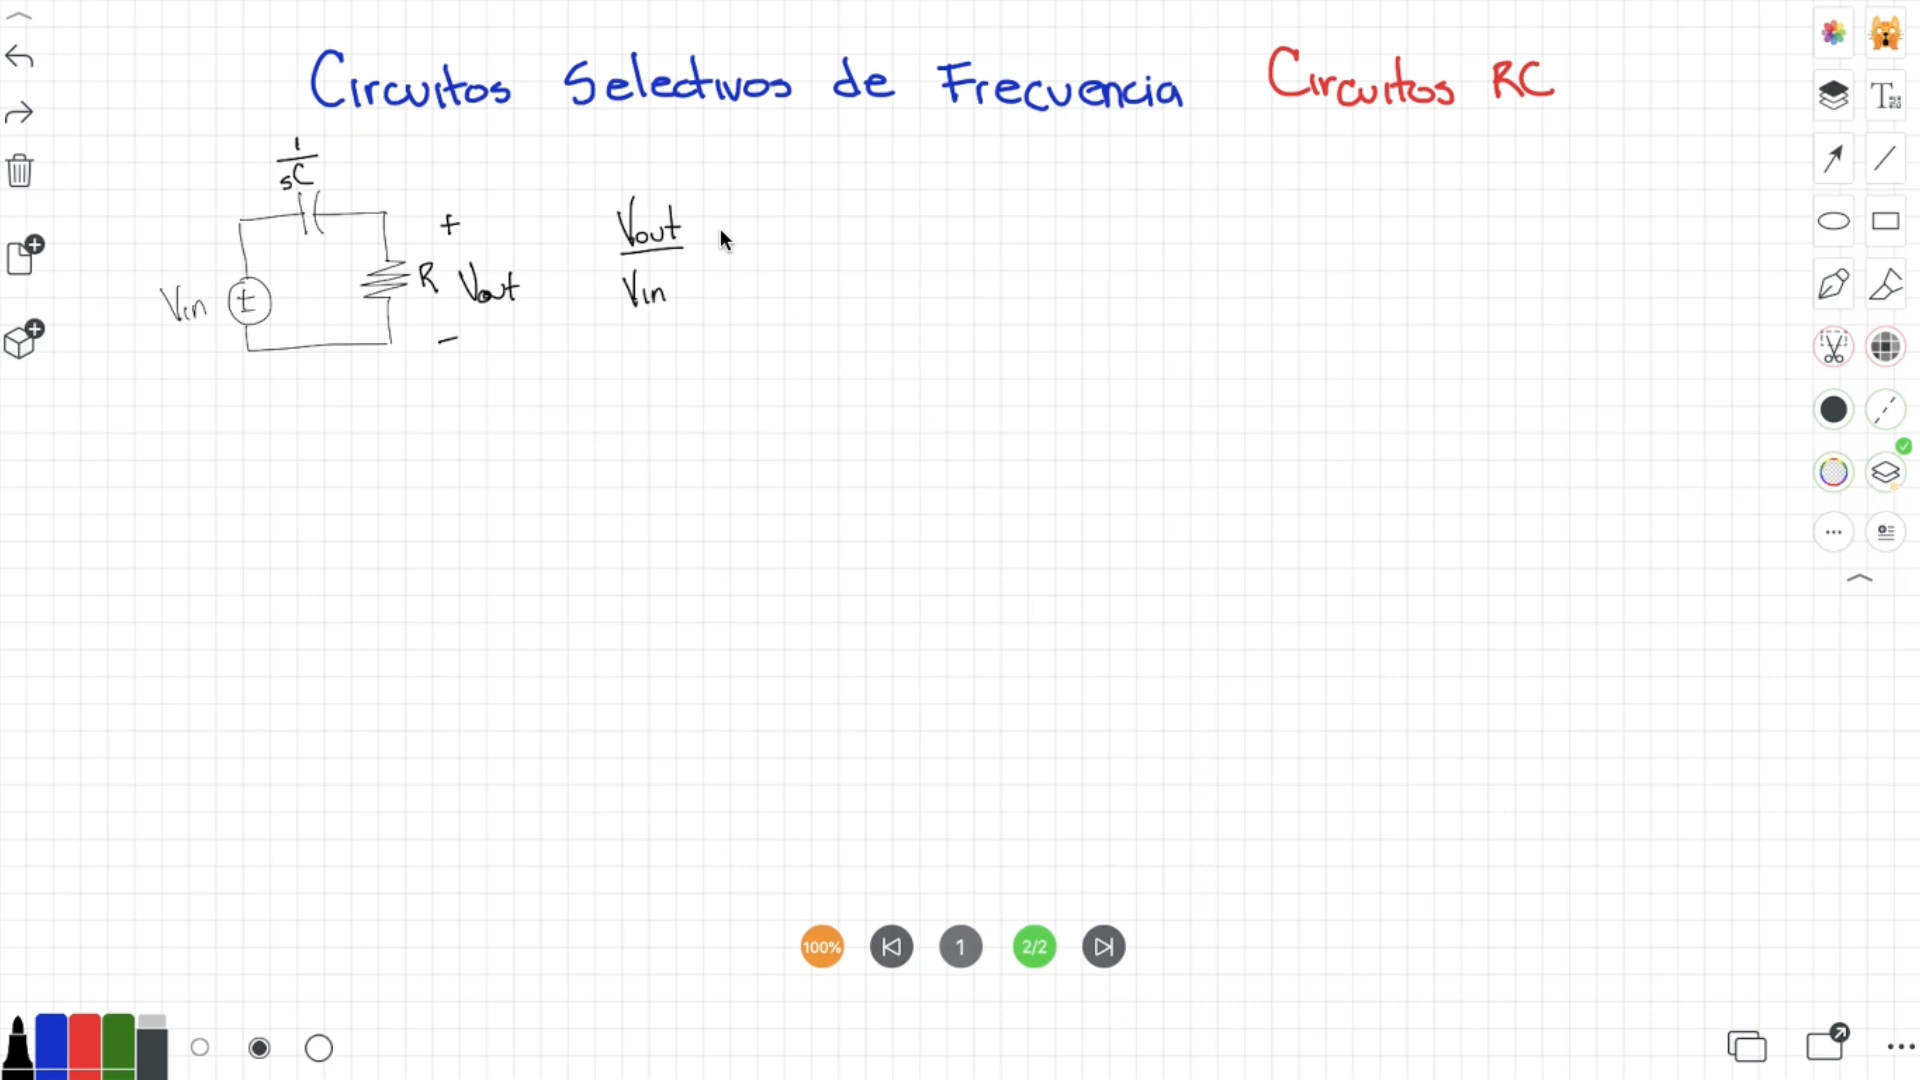 Circuitos Selectivos de Frecuencia Circuitos RC
1
sC
+
Vin ± R Vout
-
Vout
Vin
100% 1 2/2